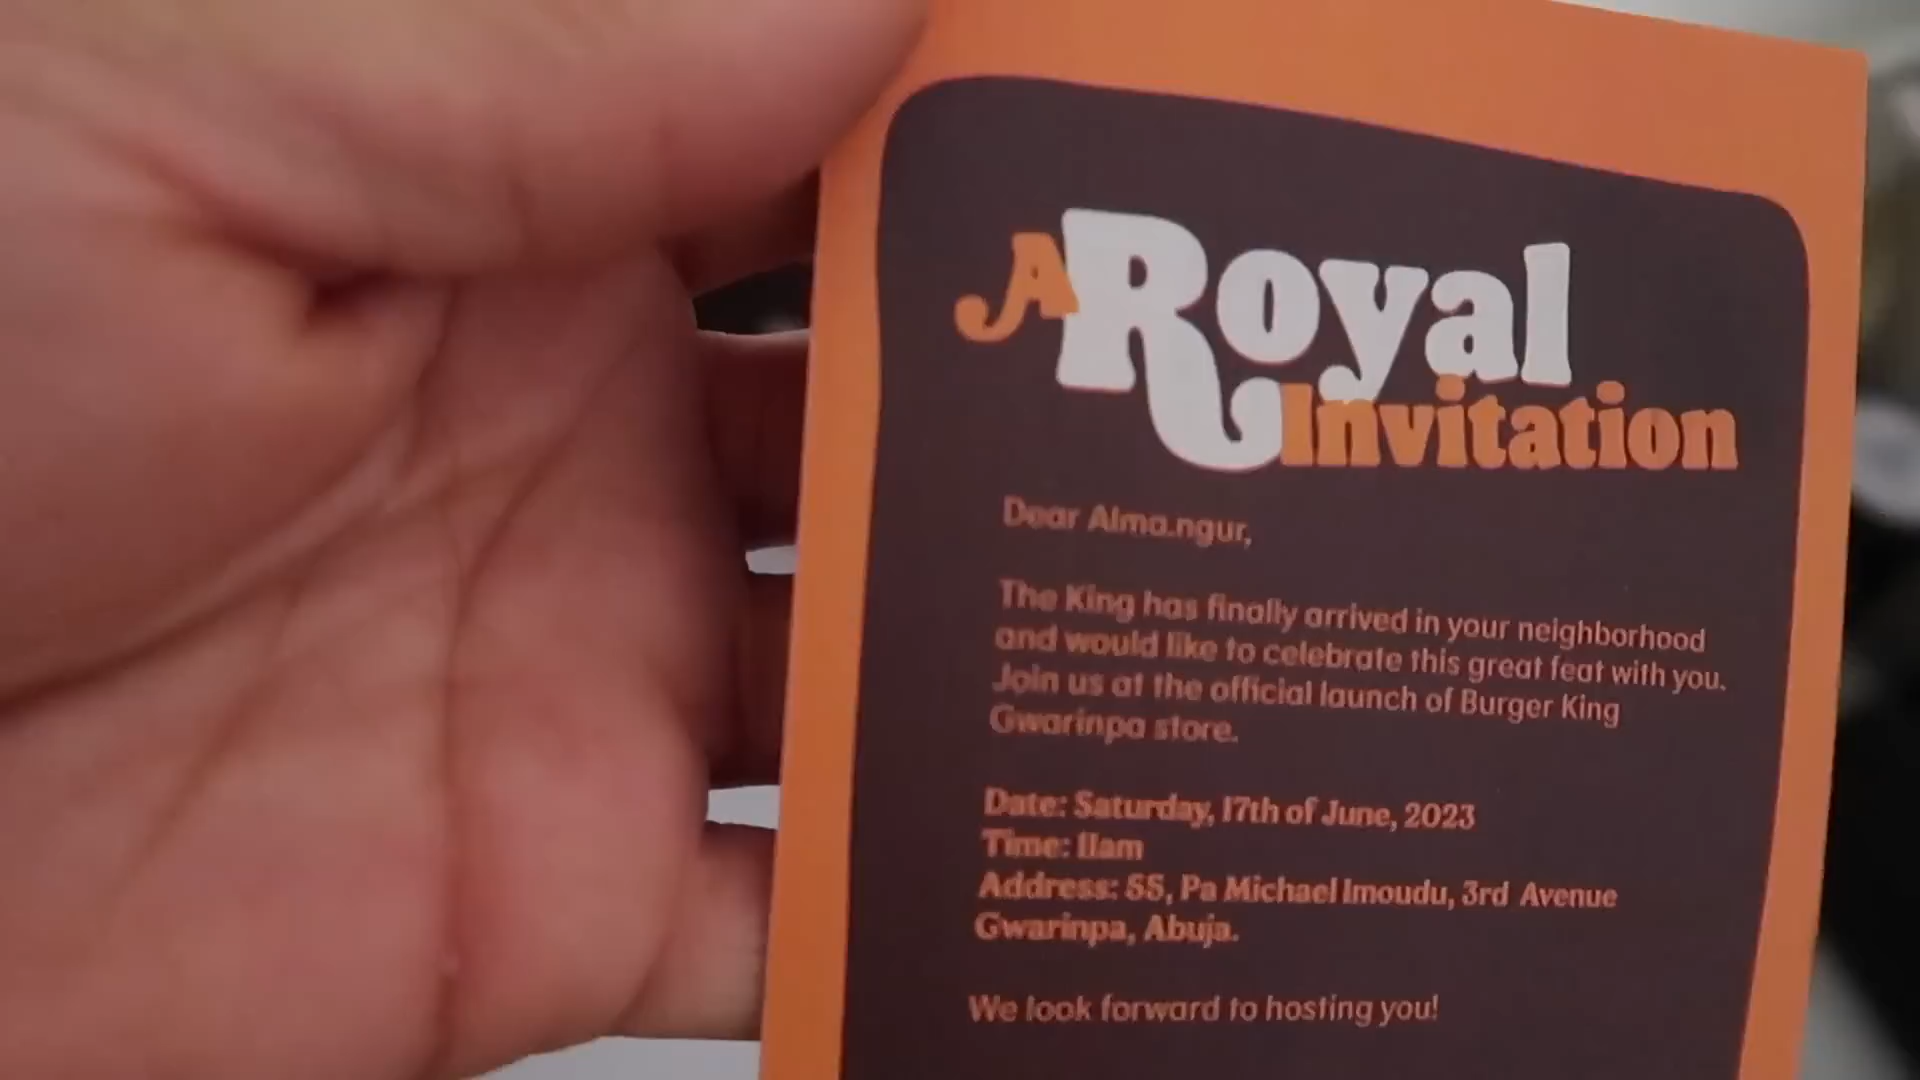 A Royal
Invitation
Dear Alma.ngur,
The King has finally arrived in your neighborhood
and would like to celebrate this great feat with you.
Join us at the official launch of Burger King
Gwarinpa store.
Date: Saturday, 17th of June, 2023
Time: 11am
Address: 55, Pa Michael Imoudu, 3rd Avenue
Gwarinpa, Abuja.
We look forward to hosting you!